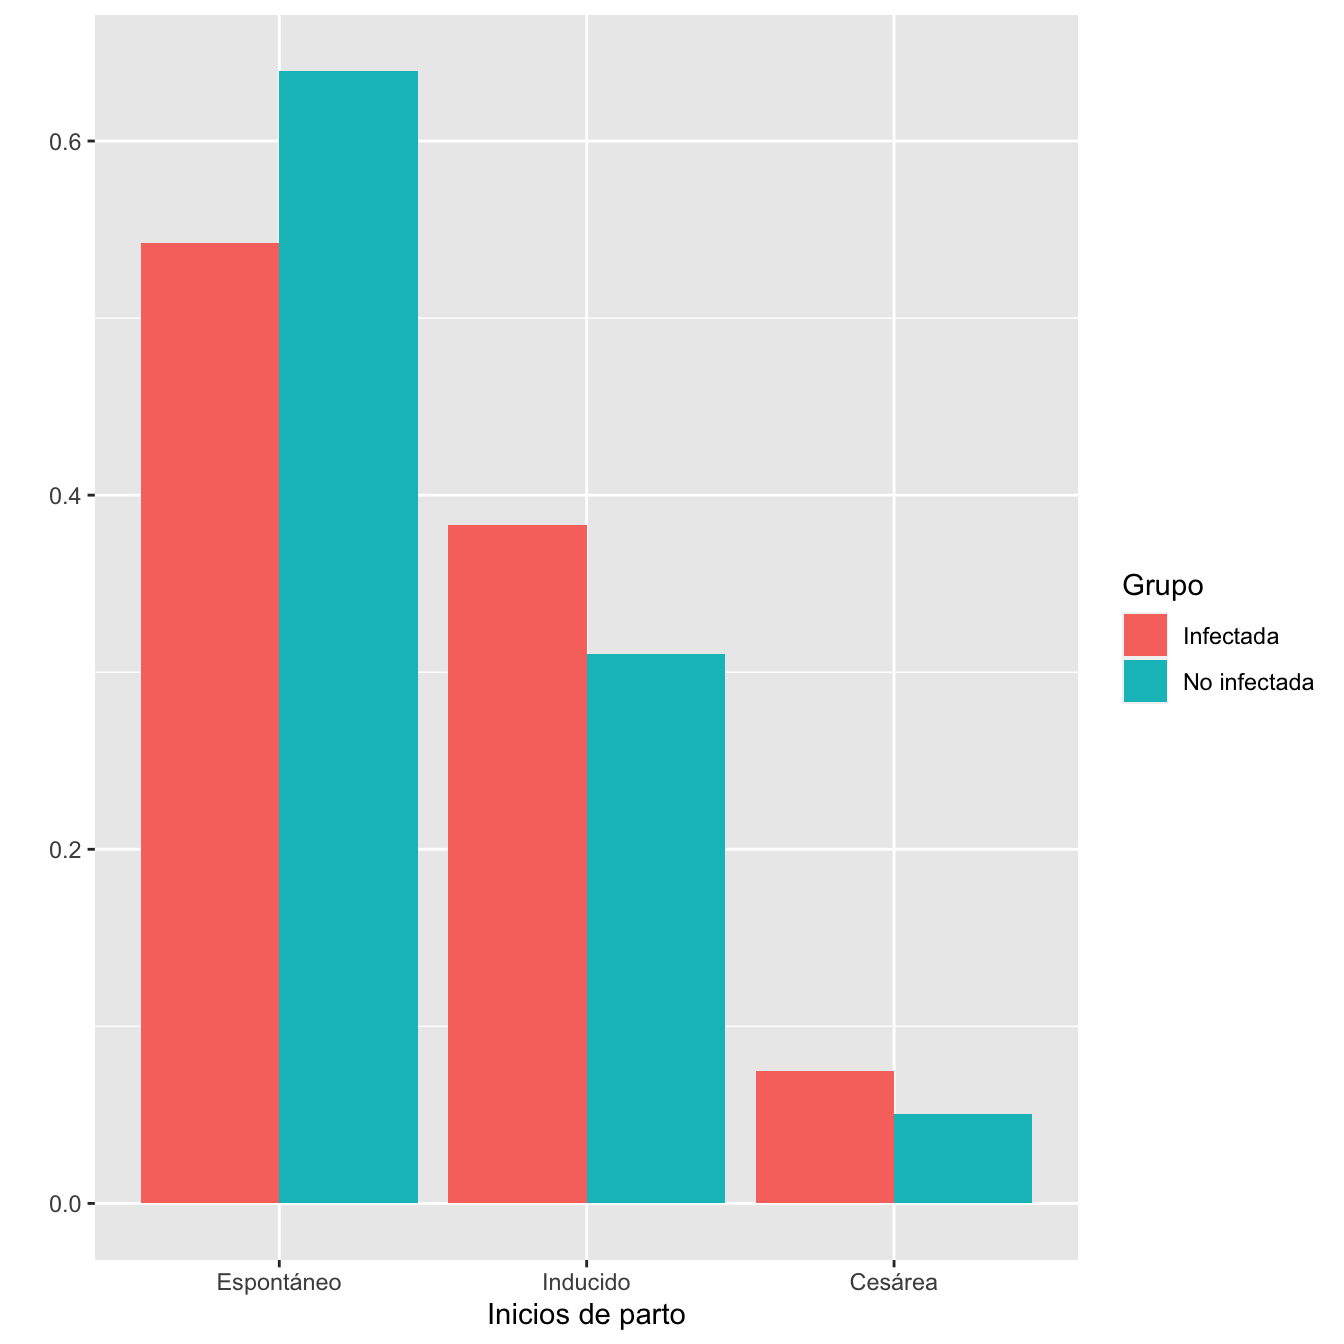 0.6
0.4
0.2
0.0
Espontáneo
Inducido
Cesárea
Inicios de parto
Grupo
Infectada
No infectada